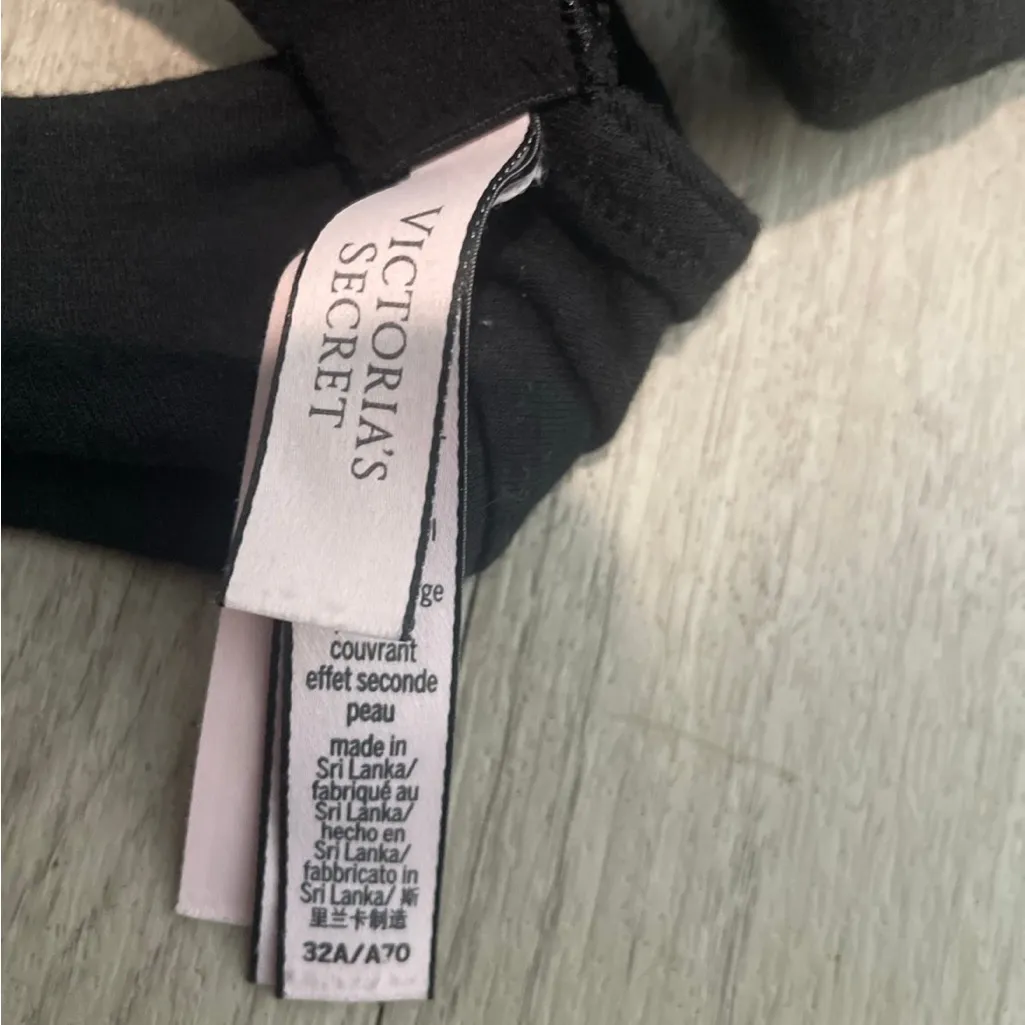 VICTORIA'S
SECRET
ge
couvrant
effet seconde
peau
made in
Sri Lanka/
fabriqué au
Sri Lanka/
hecho en
Sri Lanka/
fabbricato in
Sri Lanka/ 斯
里兰卡制造
32A/A70